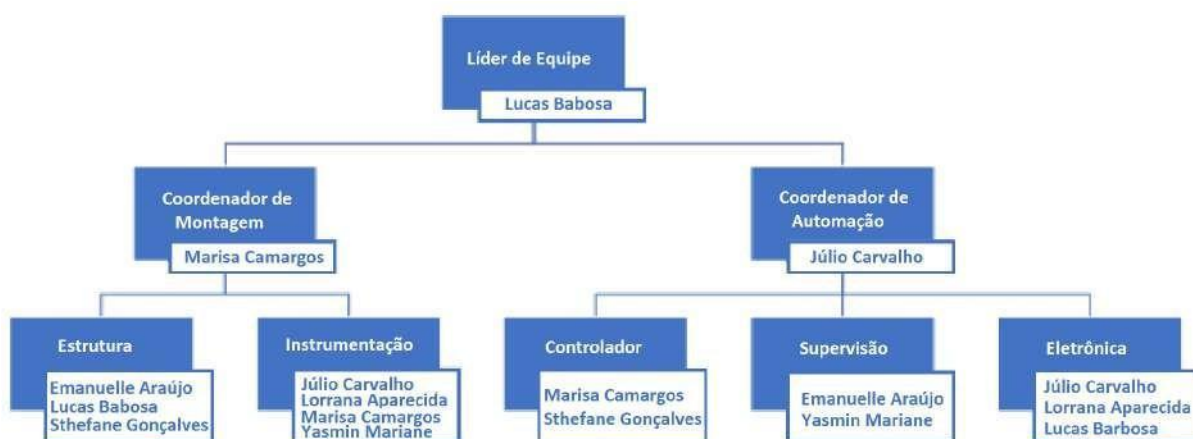 Líder de Equipe
Lucas Babosa
Coordenador de
Montagem
Marisa Camargos
Coordenador de
Automação
Júlio Carvalho
Estrutura
Emanuelle Araújo
Lucas Babosa
Sthefane Gonçalves
Instrumentação
Júlio Carvalho
Lorrana Aparecida
Marisa Camargos
Yasmin Mariane
Controlador
Marisa Camargos
Sthefane Gonçalves
Supervisão
Emanuelle Araújo
Yasmin Mariane
Eletrônica
Júlio Carvalho
Lorrana Aparecida
Lucas Barbosa